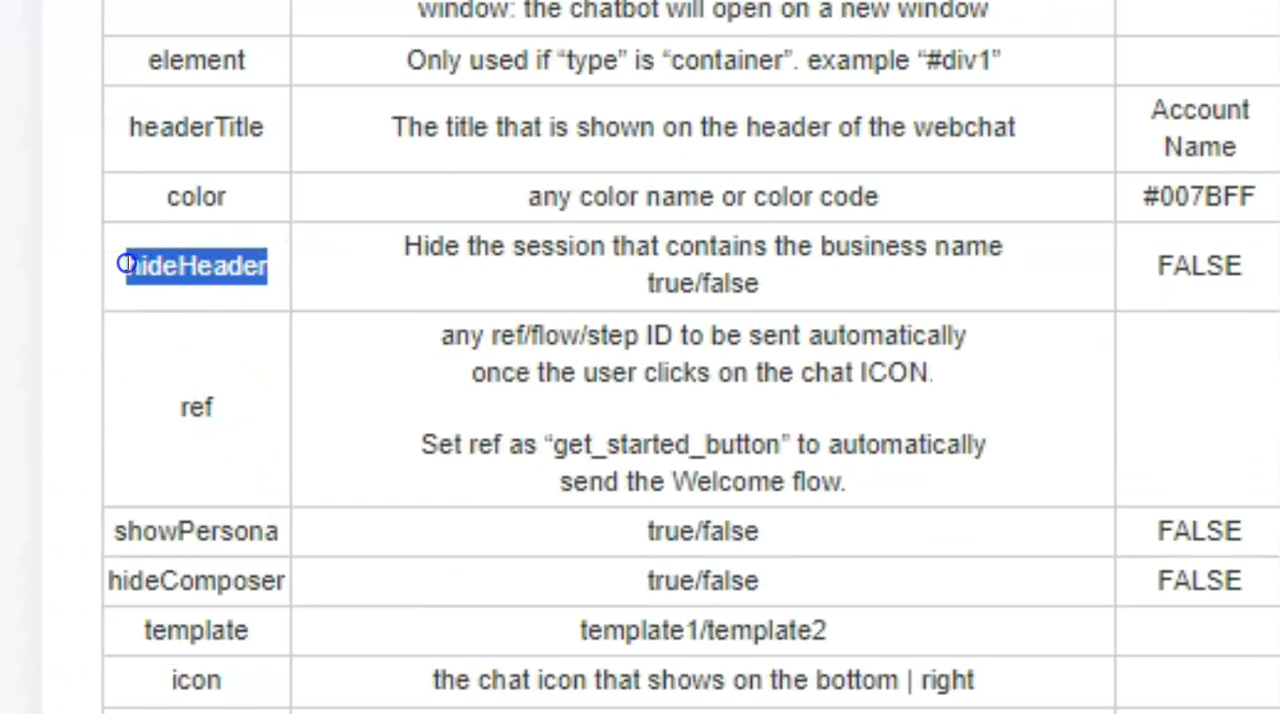 window: the chatbot will open on a new window
element
Only used if “type” is “container”. example “#div1”
headerTitle
The title that is shown on the header of the webchat
Account
Name
color
any color name or color code
#007BFF
hideHeader
Hide the session that contains the business name
true/false
FALSE
ref
any ref/flow/step ID to be sent automatically
once the user clicks on the chat ICON.
Set ref as “get_started_button” to automatically
send the Welcome flow.
showPersona
true/false
FALSE
hideComposer
true/false
FALSE
template
template1/template2
icon
the chat icon that shows on the bottom | right